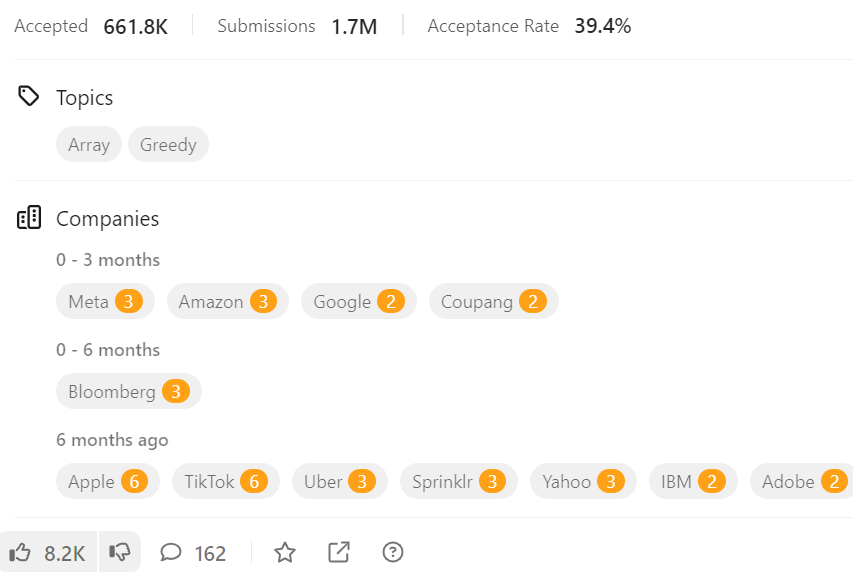 Accepted 661.8K Submissions 1.7M Acceptance Rate 39.4%
Topics
Array Greedy
Companies
0 - 3 months
Meta 3 Amazon 3 Google 2 Coupang 2
0 - 6 months
Bloomberg 3
6 months ago
Apple 6 TikTok 6 Uber 3 Sprinklr 3 Yahoo 3 IBM 2 Adobe 2
8.2K 162 ?